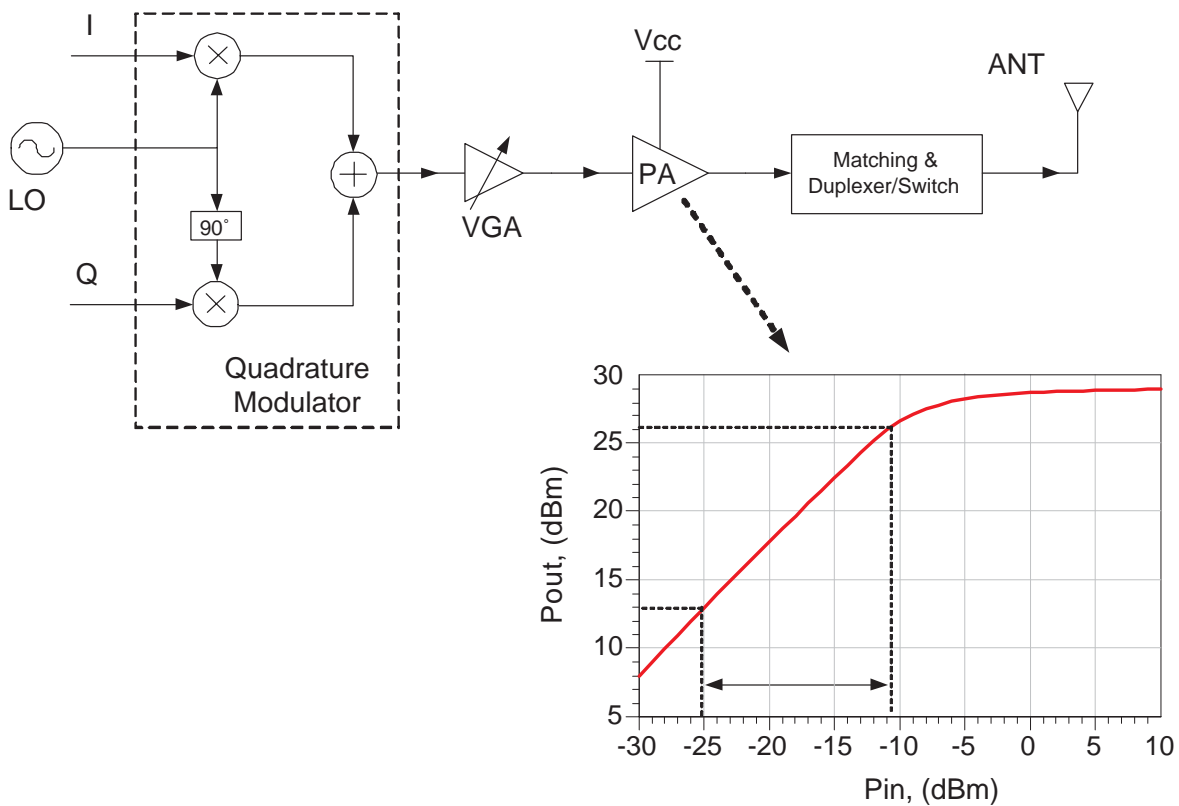 I
LO
90°
Q
Quadrature
Modulator
VGA
Vcc
PA
Matching &
Duplexer/Switch
ANT
30
25
20
15
10
5
Pout, (dBm)
-30 -25 -20 -15 -10 -5 0 5 10
Pin, (dBm)